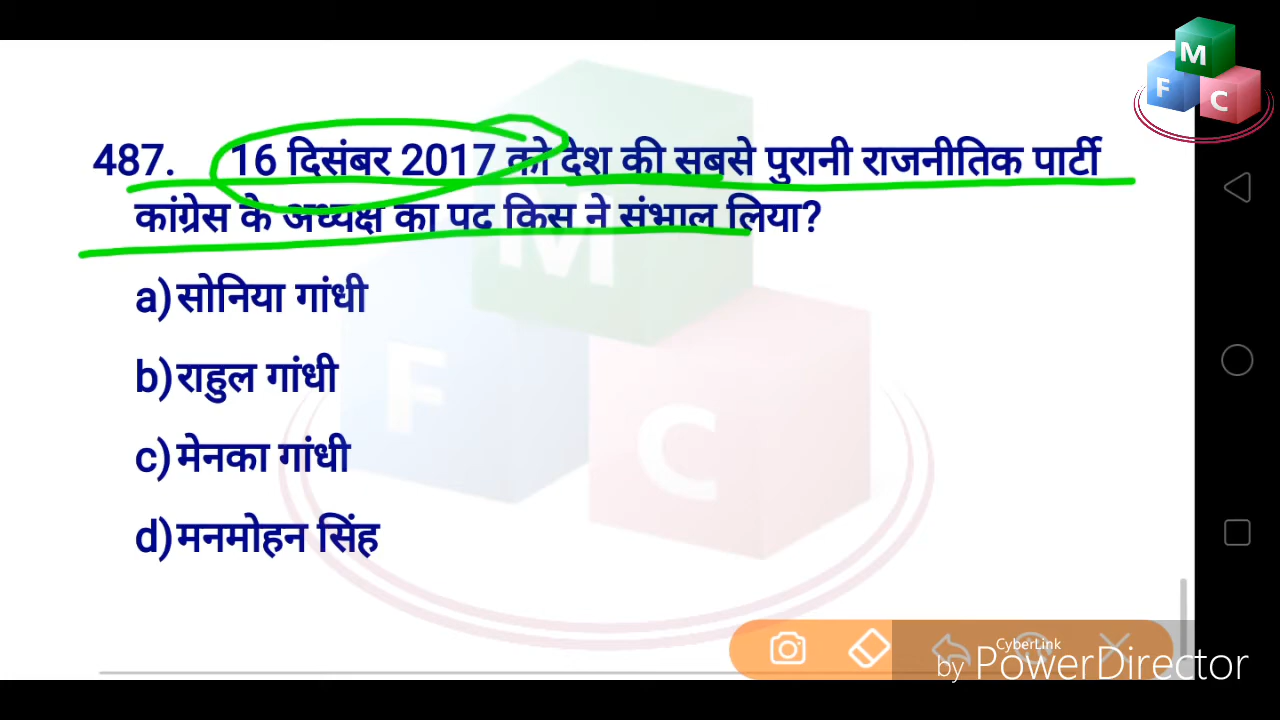 M
F
C
487. 16 दिसंबर 2017 को देश की सबसे पुरानी राजनीतिक पार्टी
कांग्रेस के अध्यक्ष का पद किस ने संभाल लिया?
M
a) सोनिया गांधी
b) राहुल गांधी
F
c) मेनका गांधी
C
d) मनमोहन सिंह
CyberLink
by PowerDirector